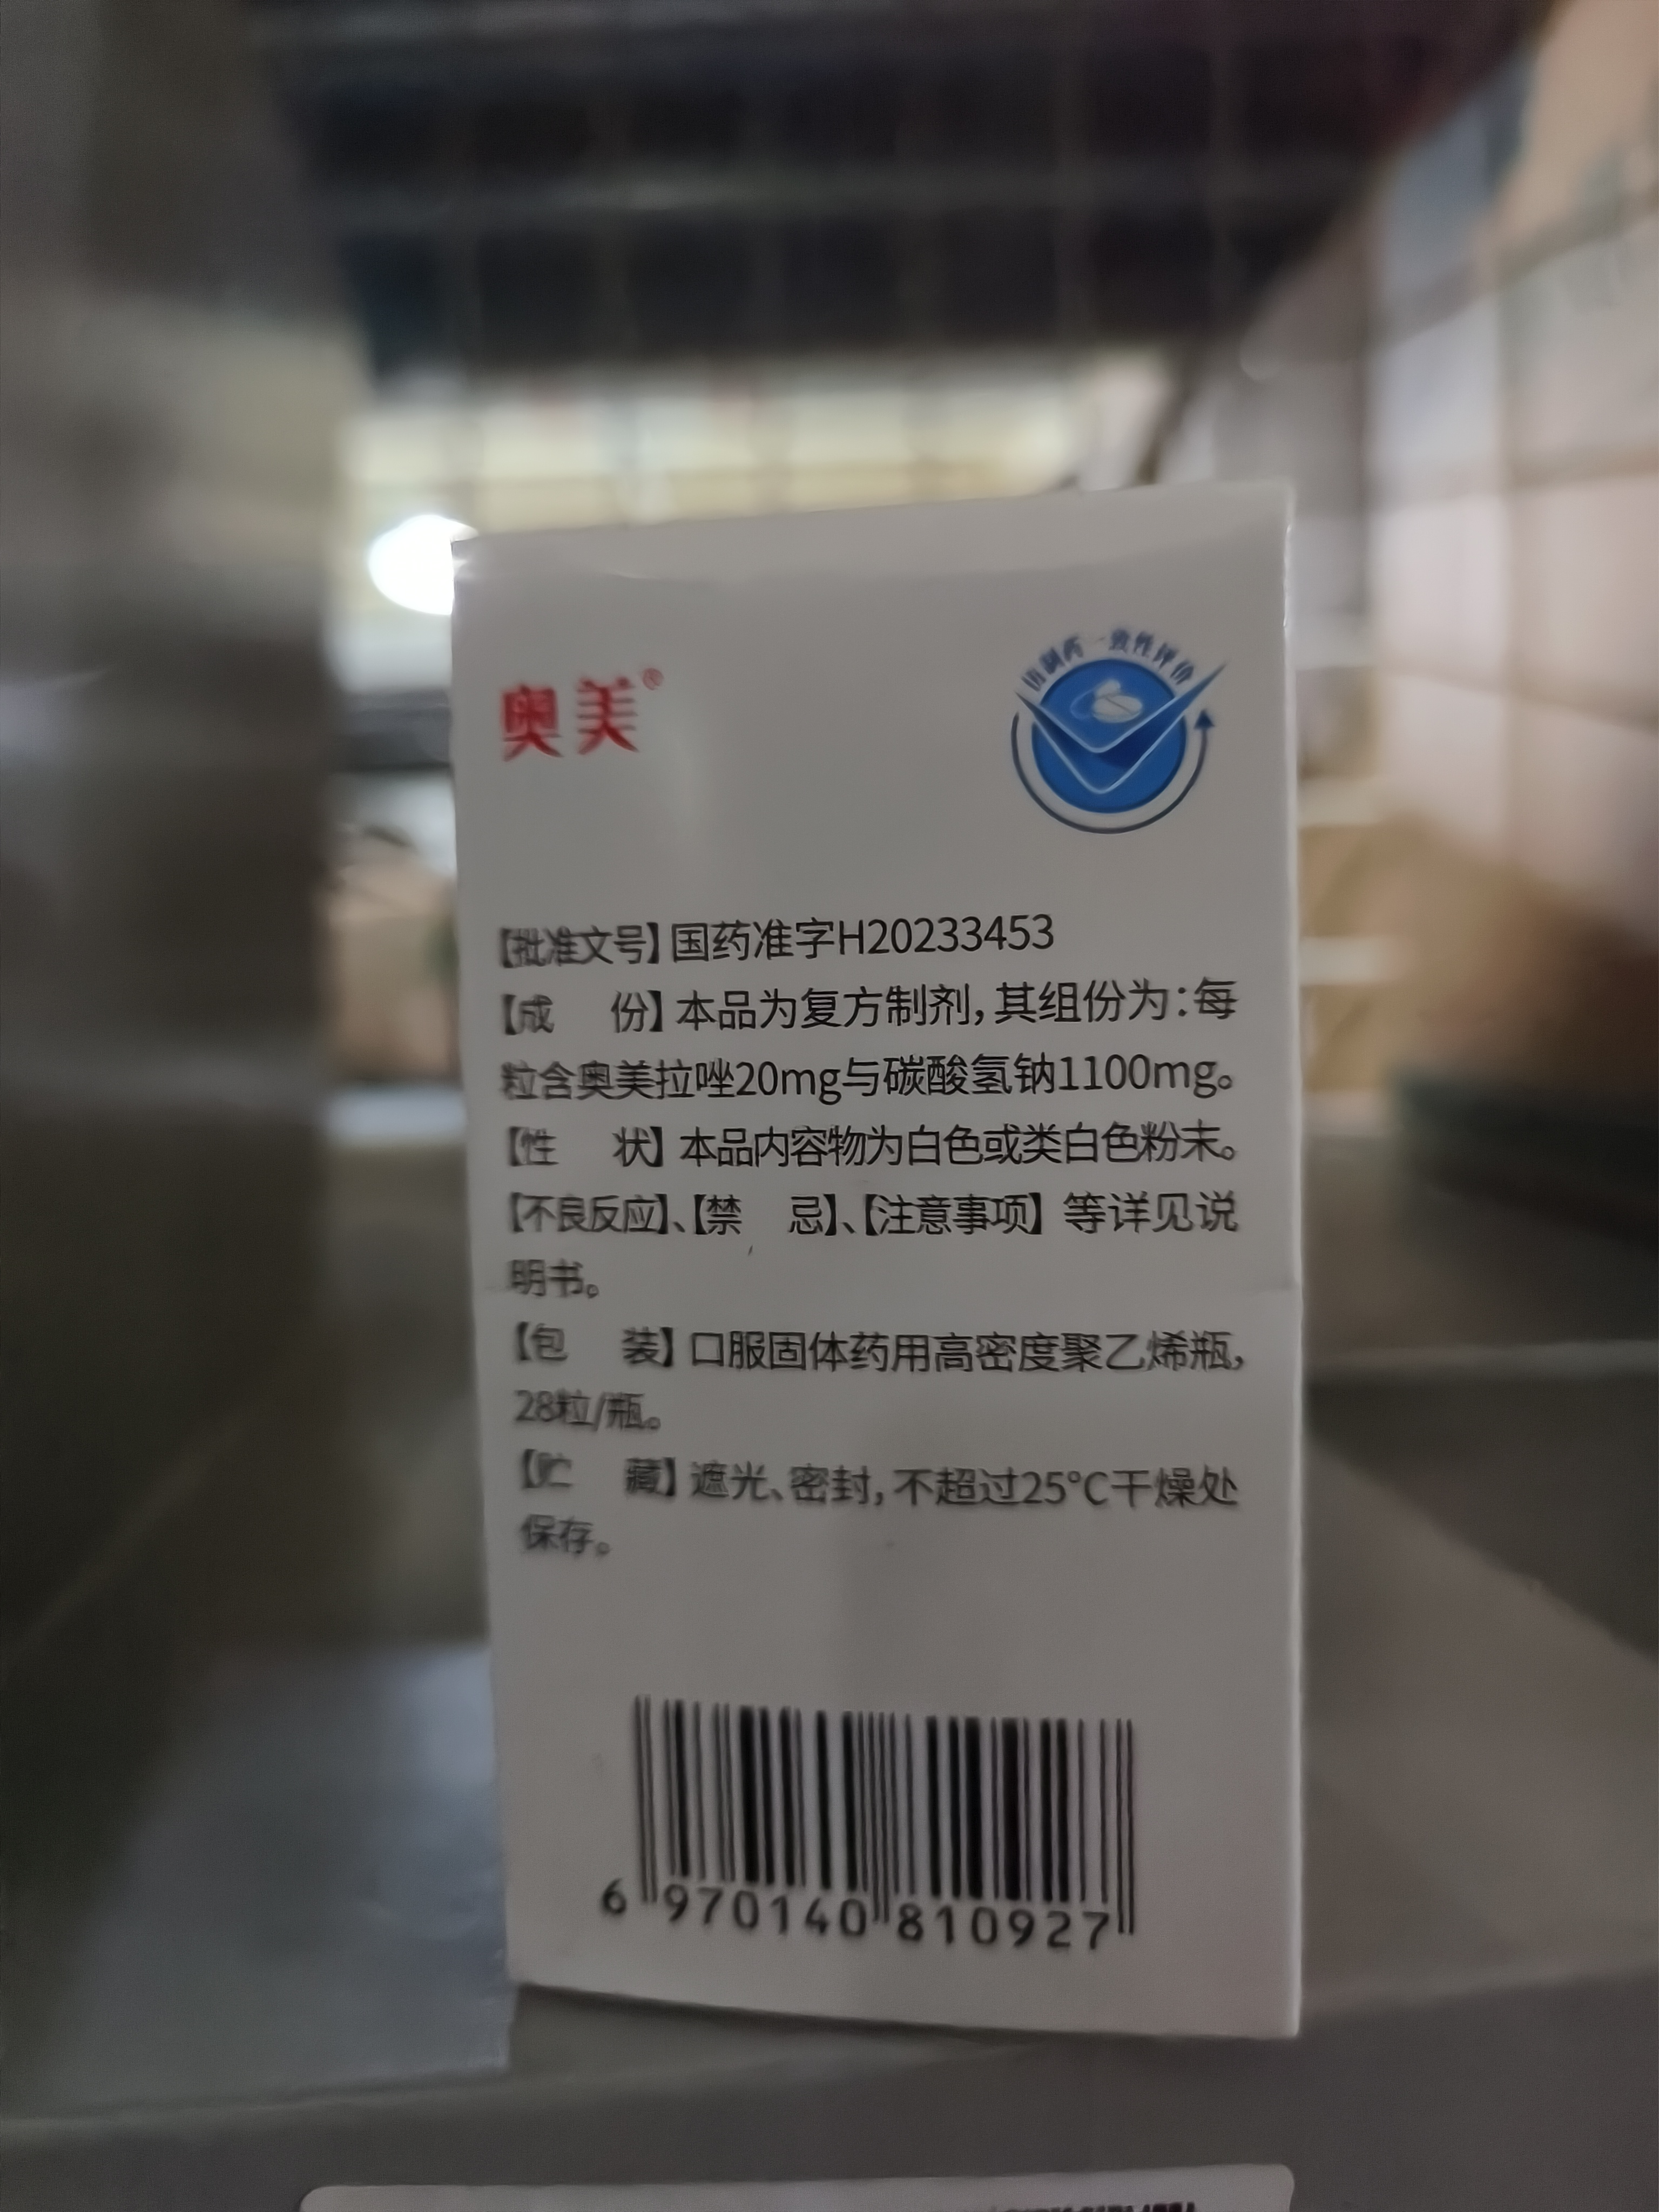 奥美®
仿制药一致性评价
【批准文号】国药准字H20233453
【成 份】本品为复方制剂,其组份为:每
粒含奥美拉唑20mg与碳酸氢钠1100mg。
【性 状】本品内容物为白色或类白色粉末。
【不良反应】、【禁 忌】、【注意事项】等详见说
明书。
【包 装】口服固体药用高密度聚乙烯瓶,
28粒/瓶。
【贮 藏】遮光、密封,不超过25℃干燥处
保存。
6 970140 810927